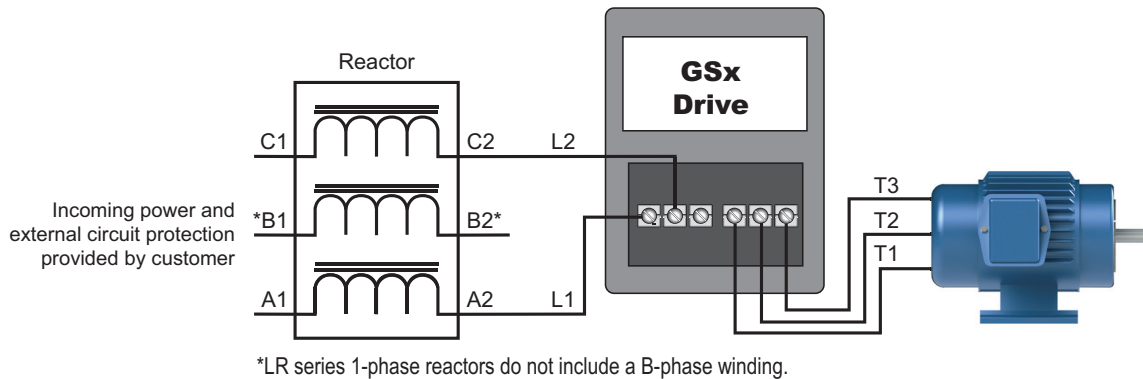 Reactor
GSx
Drive
C1
C2
L2
*B1
B2*
Incoming power and
external circuit protection
provided by customer
A1
A2
L1
T3
T2
T1
*LR series 1-phase reactors do not include a B-phase winding.